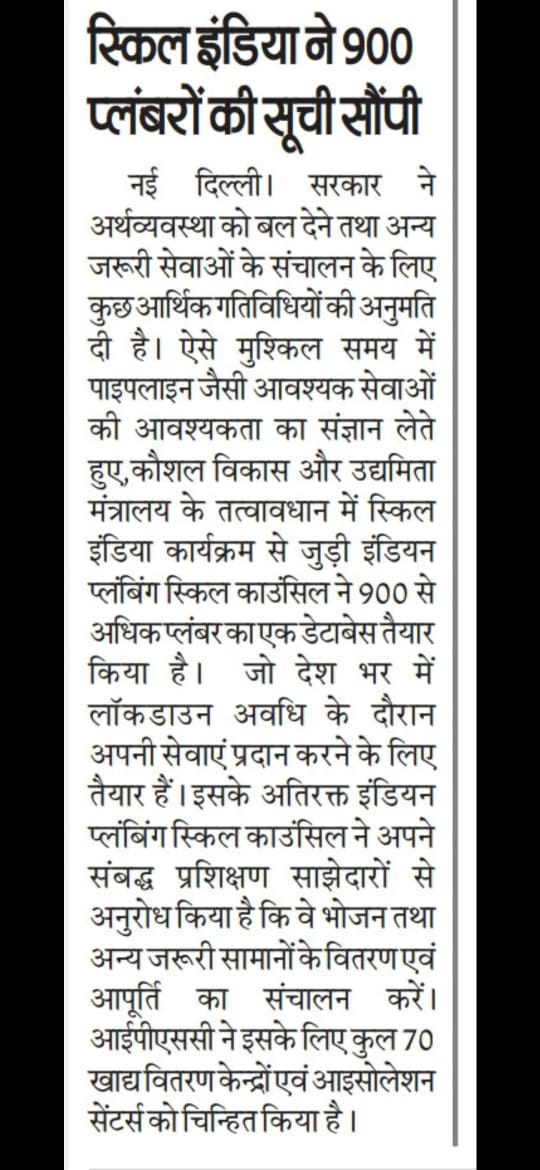 स्किल इंडिया ने 900
प्लंबरों की सूची सौंपी
नई दिल्ली। सरकार ने
अर्थव्यवस्था को बल देने तथा अन्य
जरूरी सेवाओं के संचालन के लिए
कुछ आर्थिक गतिविधियों की अनुमति
दी है। ऐसे मुश्किल समय में
पाइपलाइन जैसी आवश्यक सेवाओं
की आवश्यकता का संज्ञान लेते
हुए,कौशल विकास और उद्यमिता
मंत्रालय के तत्वावधान में स्किल
इंडिया कार्यक्रम से जुड़ी इंडियन
प्लंबिंग स्किल काउंसिल ने 900 से
अधिक प्लंबर का एक डेटाबेस तैयार
किया है। जो देश भर में
लॉकडाउन अवधि के दौरान
अपनी सेवाएं प्रदान करने के लिए
तैयार हैं। इसके अतिरक्त इंडियन
प्लंबिंग स्किल काउंसिल ने अपने
संबद्ध प्रशिक्षण साझेदारों से
अनुरोध किया है कि वे भोजन तथा
अन्य जरूरी सामानों के वितरण एवं
आपूर्ति का संचालन करें।
आईपीएससी ने इसके लिए कुल 70
खाद्य वितरण केन्द्रों एवं आइसोलेशन
सेंटर्स को चिन्हित किया है।